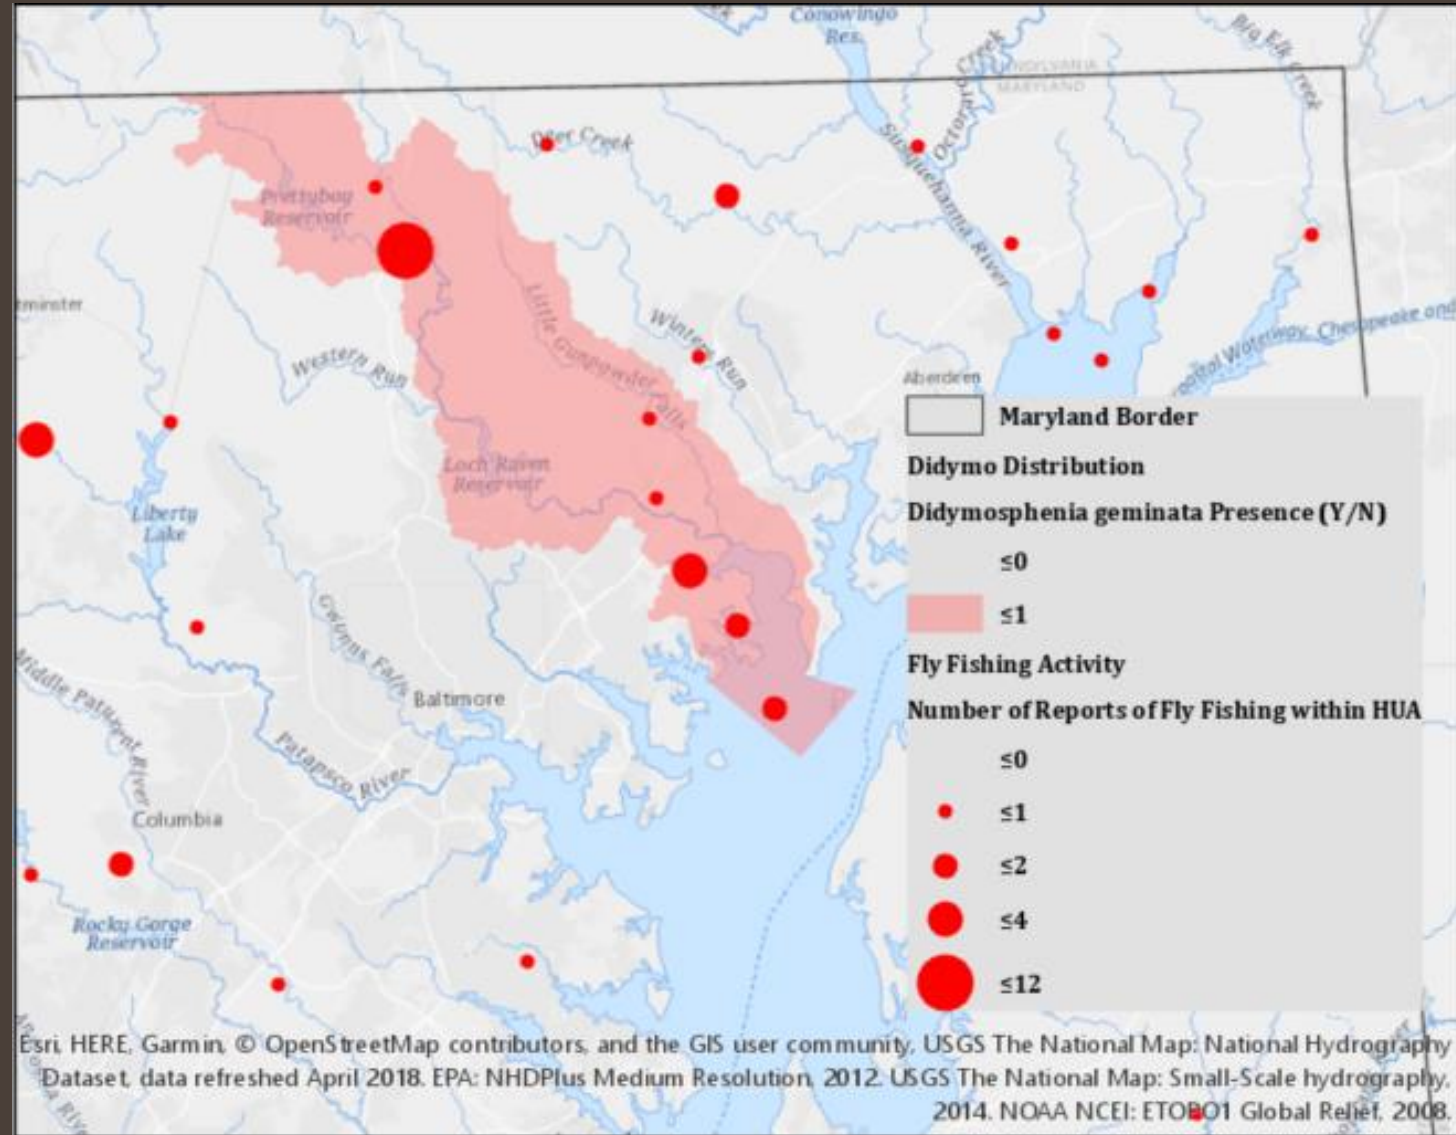 Conowingo
Res.
Octoraro Creek
Big Elk Creek
MARYLAND
Deer Creek
Susquehanna River
Prettyboy
Reservoir
tminster
Little Gunpowder Falls
Winters Run
Western Run
Chesapeake and
Waterway,
Aberdeen
Loch Raven
Reservoir
Liberty
Lake
Gwynns Falls
Middle Patuxent River
Baltimore
Patapsco River
Columbia
Rocky Gorge
Reservoir
Maryland Border
Didymo Distribution
Didymosphenia geminata Presence (Y/N)
≤0
≤1
Fly Fishing Activity
Number of Reports of Fly Fishing within HUA
≤0
≤1
≤2
≤4
≤12
Esri, HERE, Garmin, © OpenStreetMap contributors, and the GIS user community, USGS The National Map: National Hydrography
Dataset, data refreshed April 2018. EPA: NHDPlus Medium Resolution, 2012. USGS The National Map: Small-Scale hydrography,
2014. NOAA NCEI: ETOPO1 Global Relief, 2008.